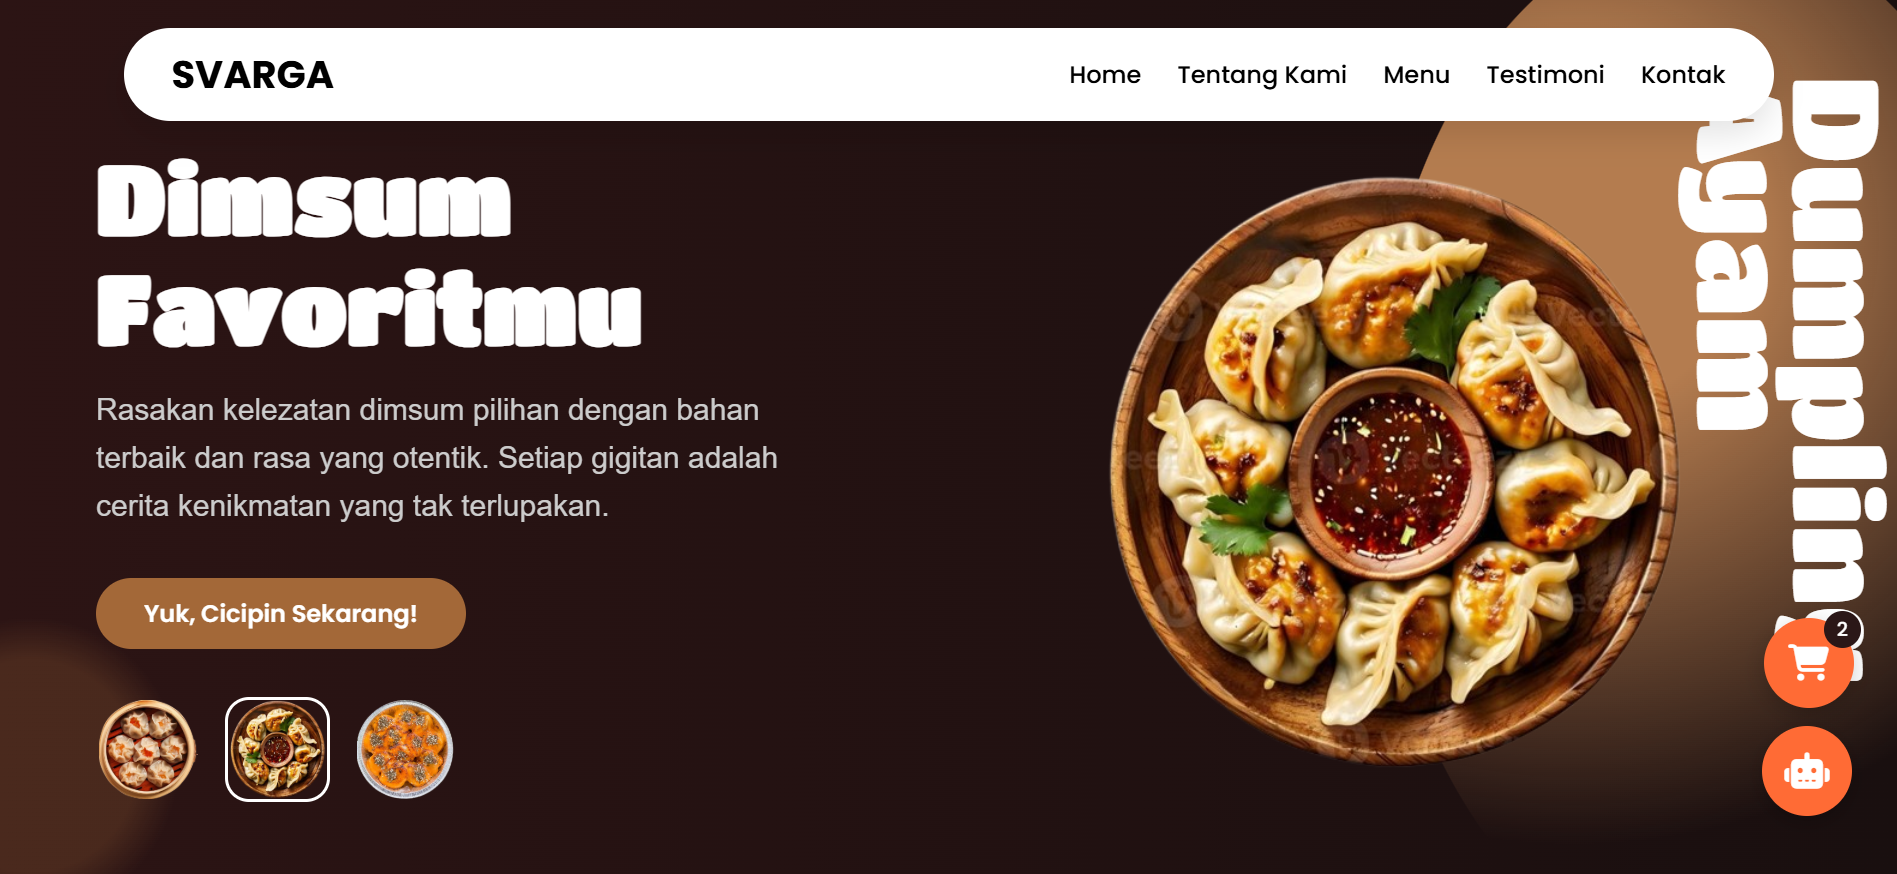 SVARGA
Home Tentang Kami Menu Testimoni Kontak
Dimsum
Favoritmu
Rasakan kelezatan dimsum pilihan dengan bahan
terbaik dan rasa yang otentik. Setiap gigitan adalah
cerita kenikmatan yang tak terlupakan.
Yuk, Cicipin Sekarang!
Dumpling
Ayam
2